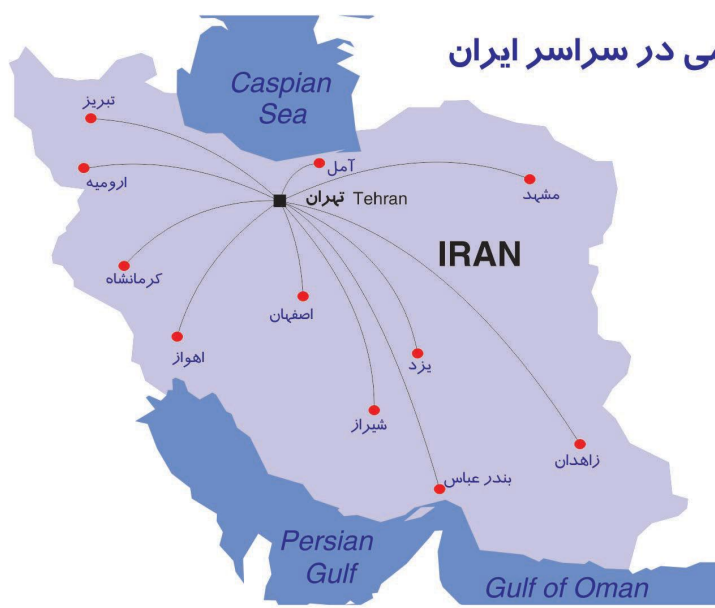 در سراسر ایران
Caspian
Sea
تبریز
آمل
ارومیه
مشهد
تهران Tehran
IRAN
کرمانشاه
اصفهان
اهواز
یزد
شیراز
زاهدان
بندر عباس
Persian
Gulf
Gulf of Oman